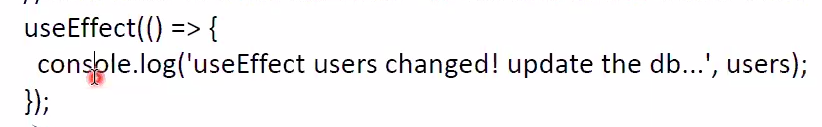 useEffect(() => {
console.log('useEffect users changed! update the db...', users);
});